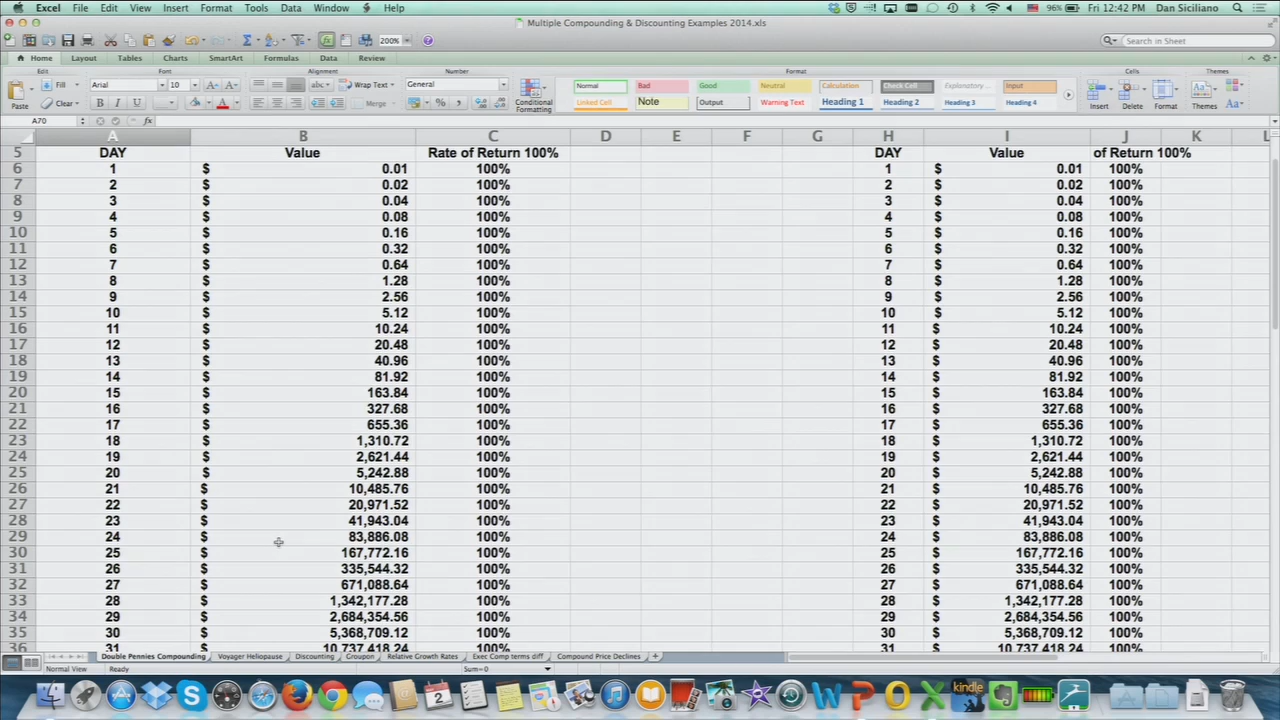 Excel File Edit View Insert Format Tools Data Window Help 96% Fri 12:42 PM Dan Siciliano
Multiple Compounding & Discounting Examples 2014.xls
200% Search in Sheet
Home Layout Tables Charts SmartArt Formulas Data Review
Edit Font Alignment Number Format Cells Themes
Paste Fill Clear Arial 10 abc Wrap Text Merge General Conditional Formatting Normal Bad Good Neutral Calculation Check Cell Explanatory... Input Insert Delete Format Themes Aa
B I U A % Linked Cell Note Output Warning Text Heading 1 Heading 2 Heading 3 Heading 4
A70 fx
A B C D E F G H I J K L
5 DAY Value Rate of Return 100% DAY Value of Return 100%
6 1 $ 0.01 100% 1 $ 0.01 100%
7 2 $ 0.02 100% 2 $ 0.02 100%
8 3 $ 0.04 100% 3 $ 0.04 100%
9 4 $ 0.08 100% 4 $ 0.08 100%
10 5 $ 0.16 100% 5 $ 0.16 100%
11 6 $ 0.32 100% 6 $ 0.32 100%
12 7 $ 0.64 100% 7 $ 0.64 100%
13 8 $ 1.28 100% 8 $ 1.28 100%
14 9 $ 2.56 100% 9 $ 2.56 100%
15 10 $ 5.12 100% 10 $ 5.12 100%
16 11 $ 10.24 100% 11 $ 10.24 100%
17 12 $ 20.48 100% 12 $ 20.48 100%
18 13 $ 40.96 100% 13 $ 40.96 100%
19 14 $ 81.92 100% 14 $ 81.92 100%
20 15 $ 163.84 100% 15 $ 163.84 100%
21 16 $ 327.68 100% 16 $ 327.68 100%
22 17 $ 655.36 100% 17 $ 655.36 100%
23 18 $ 1,310.72 100% 18 $ 1,310.72 100%
24 19 $ 2,621.44 100% 19 $ 2,621.44 100%
25 20 $ 5,242.88 100% 20 $ 5,242.88 100%
26 21 $ 10,485.76 100% 21 $ 10,485.76 100%
27 22 $ 20,971.52 100% 22 $ 20,971.52 100%
28 23 $ 41,943.04 100% 23 $ 41,943.04 100%
29 24 $ 83,886.08 100% 24 $ 83,886.08 100%
30 25 $ 167,772.16 100% 25 $ 167,772.16 100%
31 26 $ 335,544.32 100% 26 $ 335,544.32 100%
32 27 $ 671,088.64 100% 27 $ 671,088.64 100%
33 28 $ 1,342,177.28 100% 28 $ 1,342,177.28 100%
34 29 $ 2,684,354.56 100% 29 $ 2,684,354.56 100%
35 30 $ 5,368,709.12 100% 30 $ 5,368,709.12 100%
36 31 $ 10,737,418.24 100% 31 $ 10,737,418.24 100%
Double Pennies Compounding Voyager Heliopause Discounting Groupon Relative Growth Rates Exec Comp terms diff Compound Price Declines +
Normal View Ready Sum=0
kindle